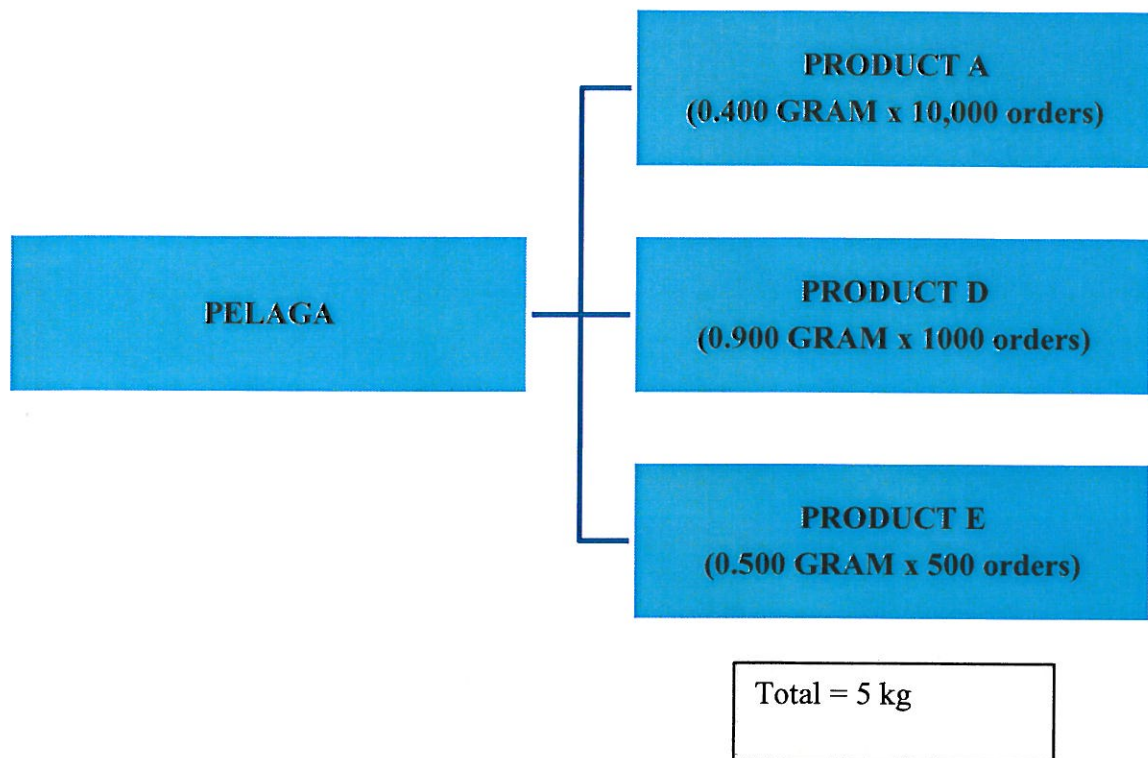 PELAGA
PRODUCT A
(0.400 GRAM x 10,000 orders)
PRODUCT D
(0.900 GRAM x 1000 orders)
PRODUCT E
(0.500 GRAM x 500 orders)
Total = 5 kg